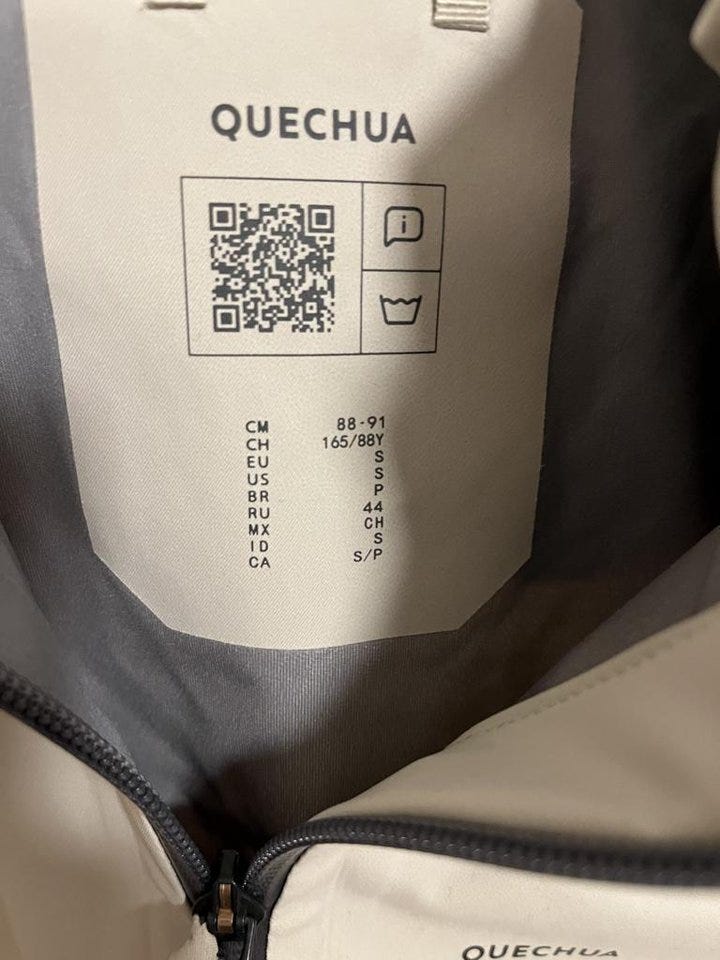 QUECHUA
i
CM 88-91
CH 165/88Y
EU S
US S
BR P
RU 44
MX CH
ID S
CA S/P
QUECHUA